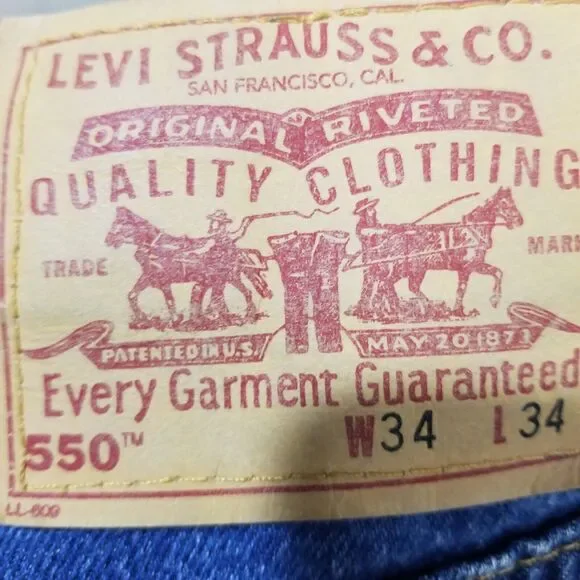 LEVI STRAUSS & CO.
SAN FRANCISCO, CAL.
ORIGINAL RIVETED
QUALITY CLOTHING
TRADE MARK
PATENTED IN U.S. MAY 20 1873
Every Garment Guaranteed
550™ W34 L 34
LL-609